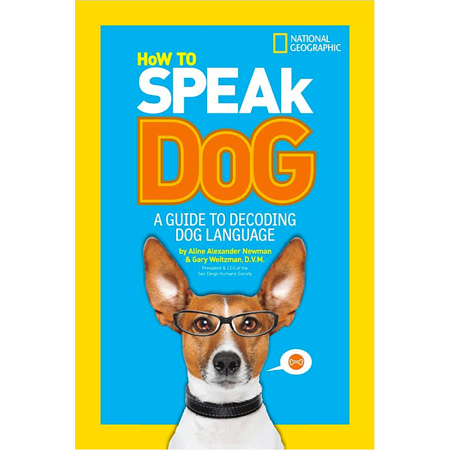 NATIONAL
GEOGRAPHIC
HoW TO
SPEAK
DoG
A GUIDE TO DECODING
DOG LANGUAGE
by Aline Alexander Newman
& Gary Weitzman, D.V.M.
President & CEO of the
San Diego Humane Society